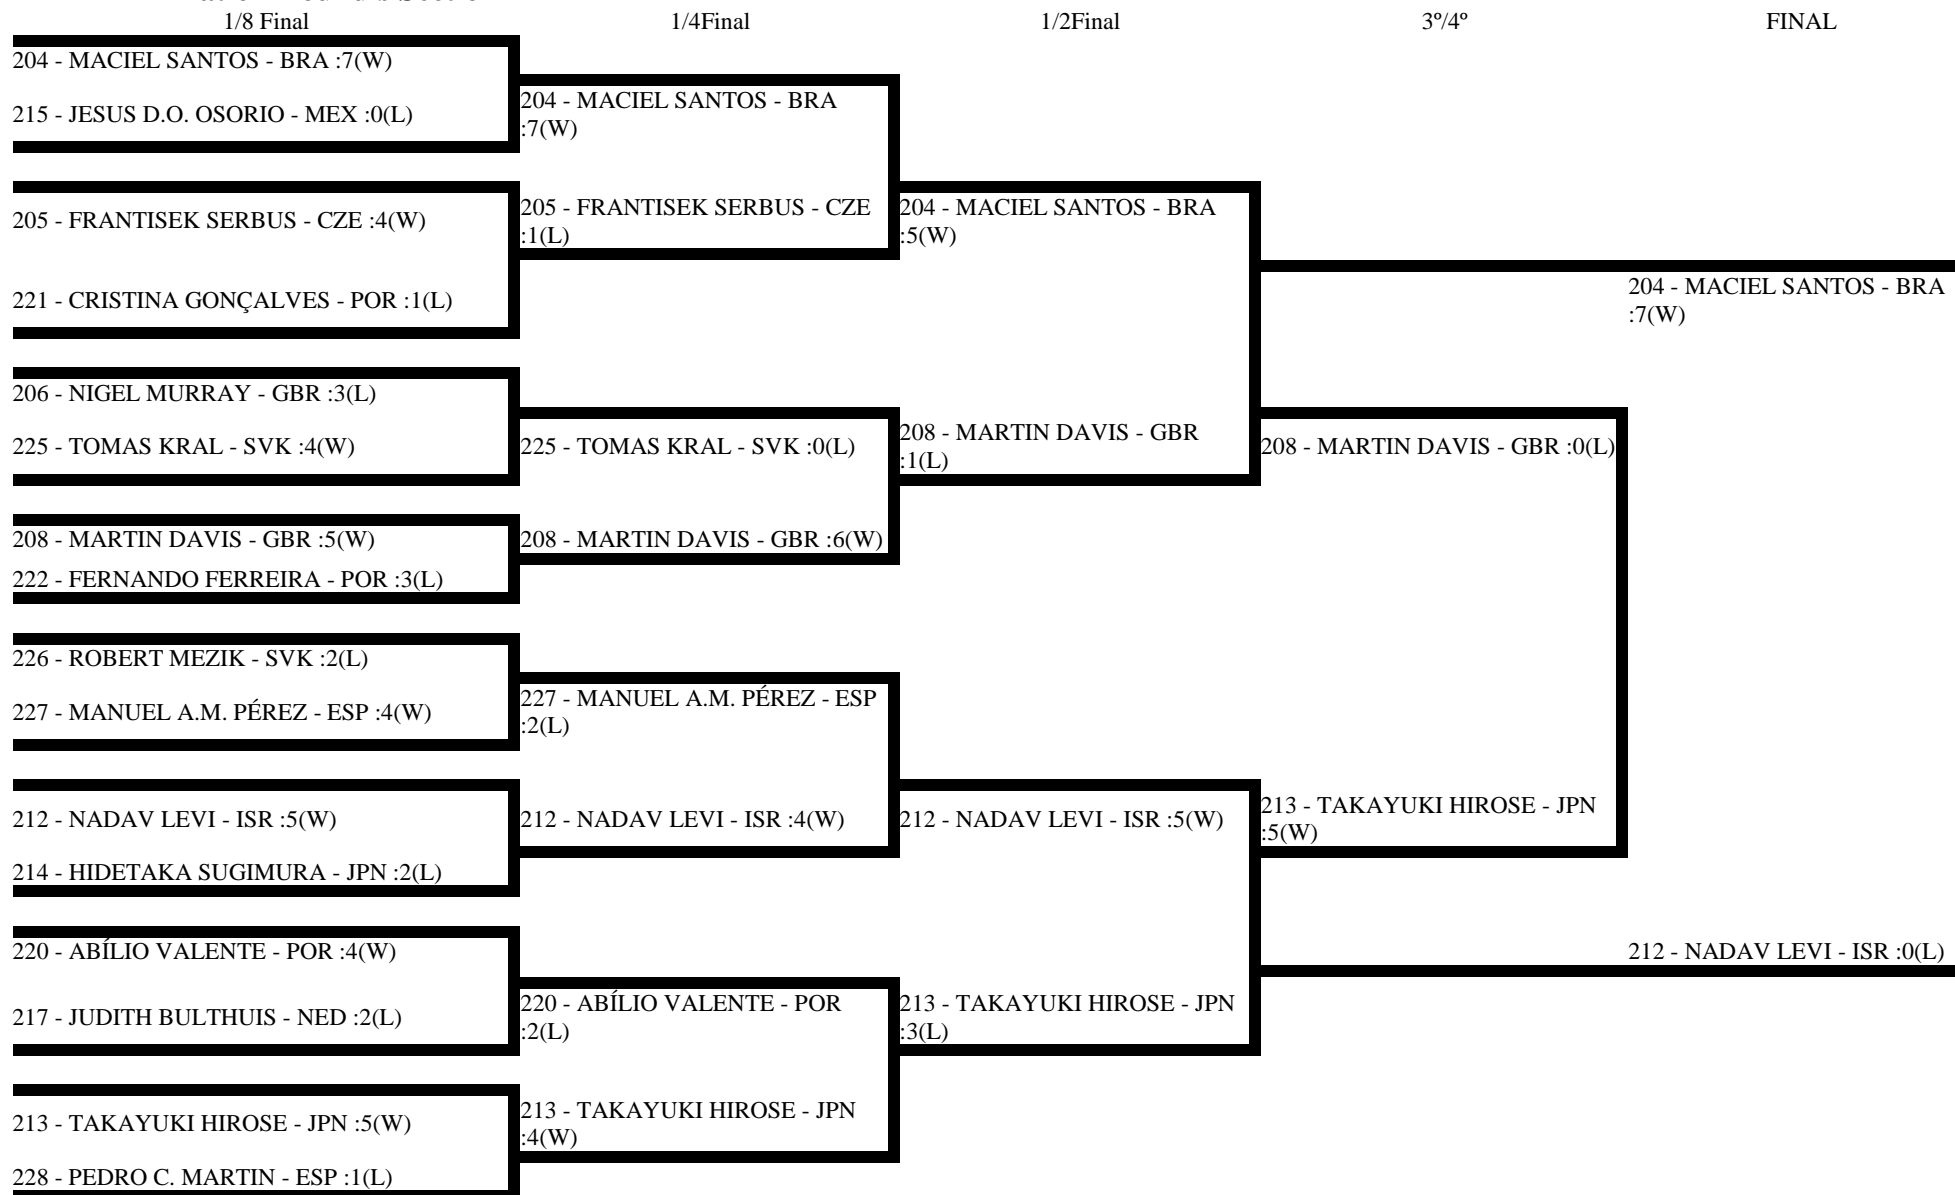 1/8 Final
1/4Final
1/2Final
3º/4º
FINAL
204 - MACIEL SANTOS - BRA :7(W)
215 - JESUS D.O. OSORIO - MEX :0(L)
205 - FRANTISEK SERBUS - CZE :4(W)
221 - CRISTINA GONÇALVES - POR :1(L)
206 - NIGEL MURRAY - GBR :3(L)
225 - TOMAS KRAL - SVK :4(W)
208 - MARTIN DAVIS - GBR :5(W)
222 - FERNANDO FERREIRA - POR :3(L)
226 - ROBERT MEZIK - SVK :2(L)
227 - MANUEL A.M. PÉREZ - ESP :4(W)
212 - NADAV LEVI - ISR :5(W)
214 - HIDETAKA SUGIMURA - JPN :2(L)
220 - ABÍLIO VALENTE - POR :4(W)
217 - JUDITH BULTHUIS - NED :2(L)
213 - TAKAYUKI HIROSE - JPN :5(W)
228 - PEDRO C. MARTIN - ESP :1(L)
204 - MACIEL SANTOS - BRA
:7(W)
205 - FRANTISEK SERBUS - CZE
:1(L)
225 - TOMAS KRAL - SVK :0(L)
208 - MARTIN DAVIS - GBR :6(W)
227 - MANUEL A.M. PÉREZ - ESP
:2(L)
212 - NADAV LEVI - ISR :4(W)
220 - ABÍLIO VALENTE - POR
:2(L)
213 - TAKAYUKI HIROSE - JPN
:4(W)
204 - MACIEL SANTOS - BRA
:5(W)
208 - MARTIN DAVIS - GBR
:1(L)
212 - NADAV LEVI - ISR :5(W)
213 - TAKAYUKI HIROSE - JPN
:3(L)
208 - MARTIN DAVIS - GBR :0(L)
213 - TAKAYUKI HIROSE - JPN
:5(W)
204 - MACIEL SANTOS - BRA
:7(W)
212 - NADAV LEVI - ISR :0(L)